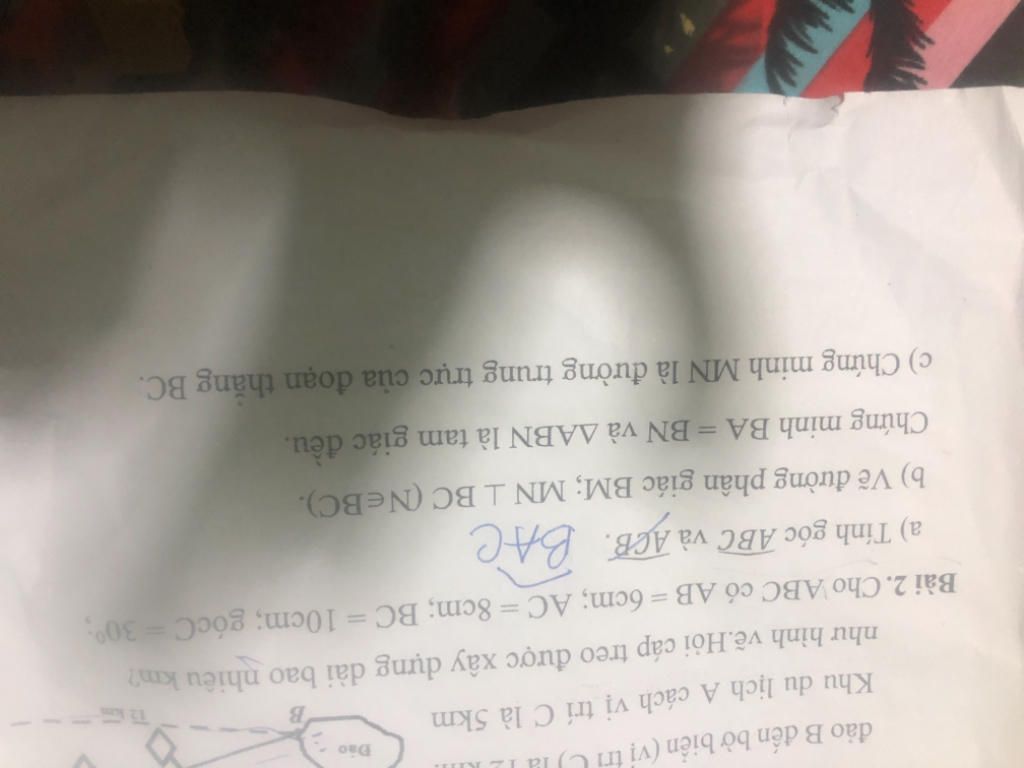 đảo B đến bờ biển (vị trí C) là 12 km.
Khu du lịch A cách vị trí C là 5km
như hình vẽ.Hỏi cáp treo được xây dựng dài bao nhiêu km?
Đảo
B
12 km
Bài 2. Cho ABC có AB = 6cm; AC = 8cm; BC = 10cm; gócC = 30⁰;
a) Tính góc ABC và ACB. BAC
b) Vẽ đường phân giác BM; MN ⊥ BC (N∈BC).
Chứng minh BA = BN và ΔABN là tam giác đều.
c) Chứng minh MN là đường trung trực của đoạn thẳng BC.